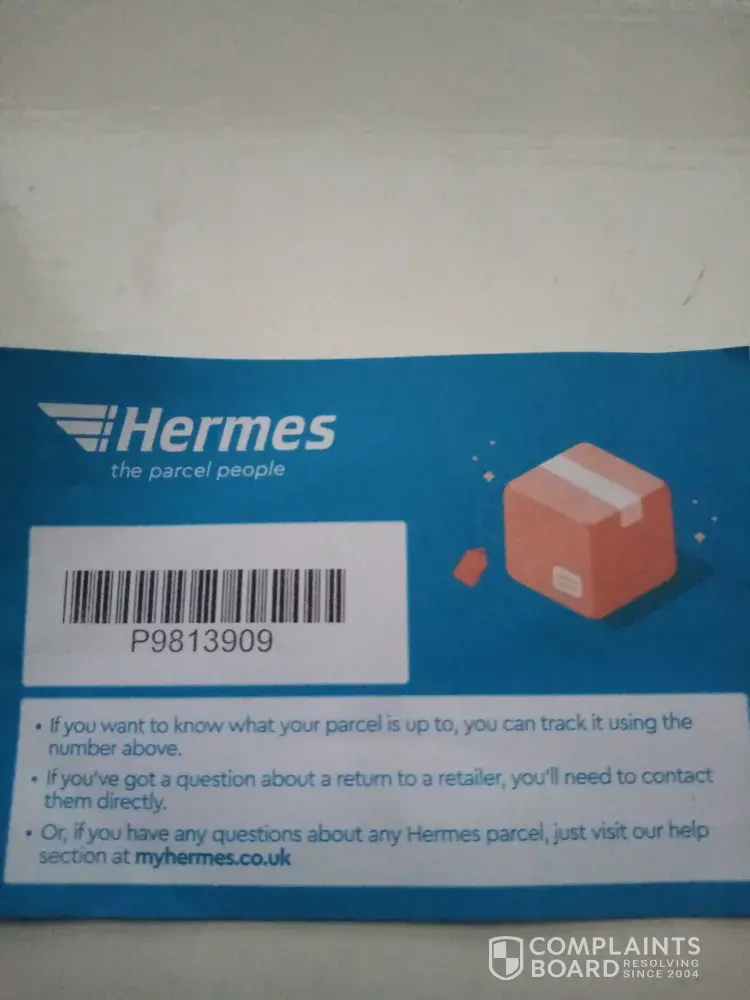 Hermes
the parcel people
P9813909
• If you want to know what your parcel is up to, you can track it using the
number above.
• If you've got a question about a return to a retailer, you'll need to contact
them directly.
• Or, if you have any questions about any Hermes parcel, just visit our help
section at myhermes.co.uk
COMPLAINTS
BOARD RESOLVING
SINCE 2004